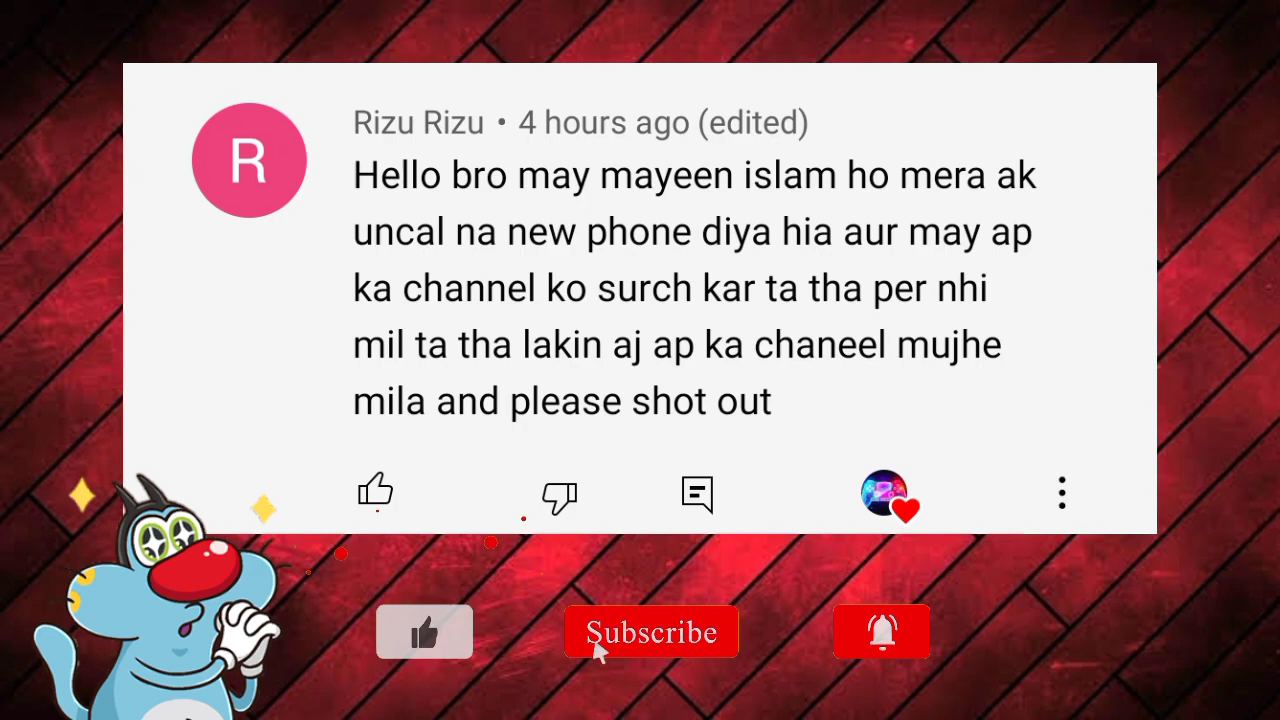 R
Rizu Rizu • 4 hours ago (edited)
Hello bro may mayeen islam ho mera ak
uncal na new phone diya hia aur may ap
ka channel ko surch kar ta tha per nhi
mil ta tha lakin aj ap ka chaneel mujhe
mila and please shot out
Subscribe